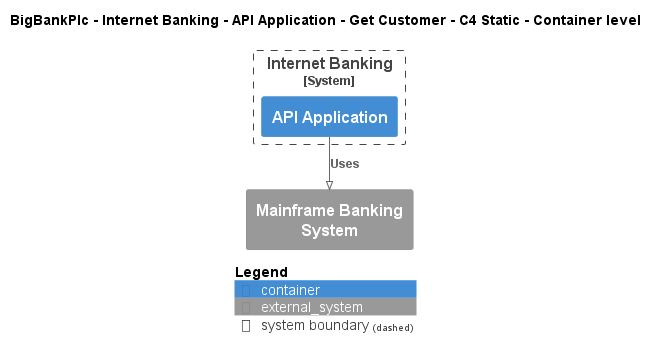 BigBankPlc - Internet Banking - API Application - Get Customer - C4 Static - Container level
Internet Banking
[System]
API Application
Uses
Mainframe Banking
System
Legend
container
external_system
system boundary (dashed)